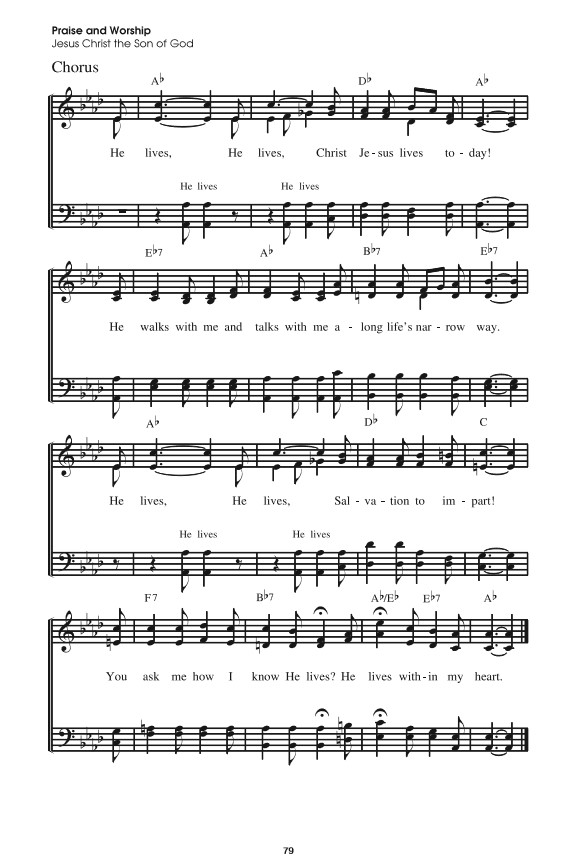 Praise and Worship
Jesus Christ the Son of God
Chorus
A♭ D♭ A♭
He lives, He lives, Christ Je - sus lives to - day!
He lives He lives
E♭7 A♭ B♭7 E♭7
He walks with me and talks with me a - long life's nar - row way.
A♭ D♭ C
He lives, He lives, Sal - va - tion to im - part!
He lives He lives
F7 B♭7 A♭/E♭ E♭7 A♭
You ask me how I know He lives? He lives with - in my heart.
79